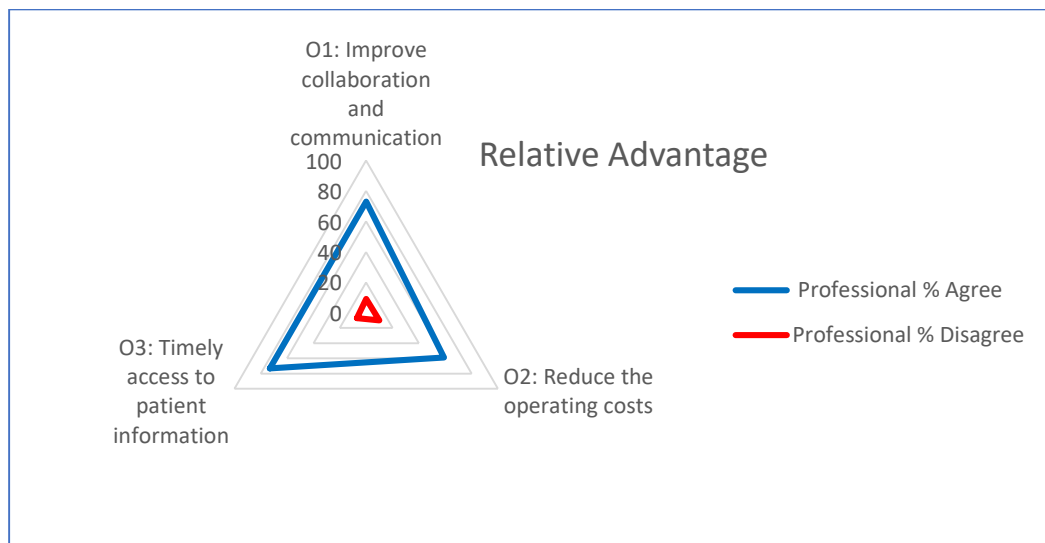 O1: Improve
collaboration
and
communication
Relative Advantage
100
80
60
40
20
0
Professional % Agree
Professional % Disagree
O3: Timely
access to
patient
information
O2: Reduce the
operating costs